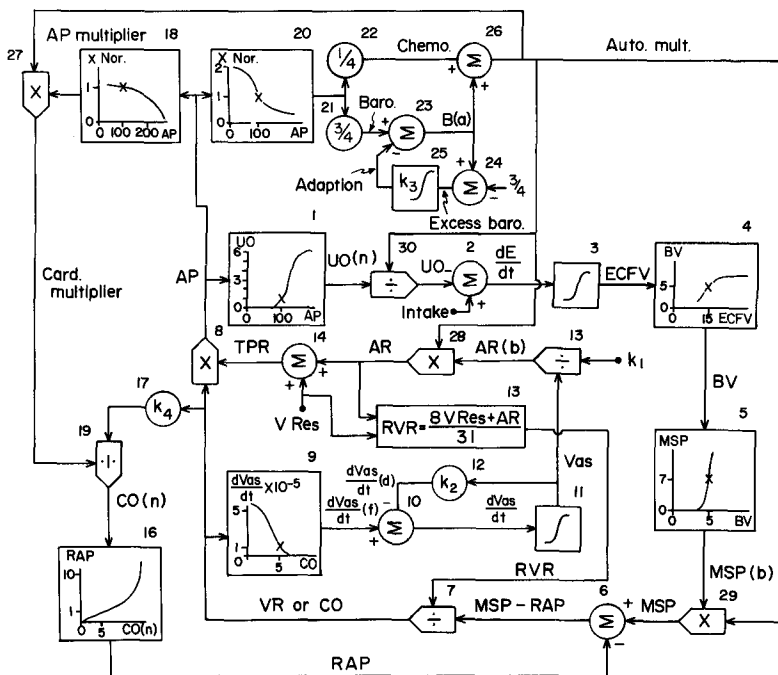 AP multiplier 18 20 22 26
27
X Nor. X Nor. 1/4 Chemo. + M Auto. mult.
X
1 0 0 100 200 AP
2 1 0 0 100 AP
+
21 Baro. 23 B(a)
3/4 + M + 24
−
25
k3 M 3/4
−
Adaption
Excess baro.
1
UO 6 3 0 0 100 AP
UO(n) 30 UO − 2 dE/dt 3 ECFV 4
÷ M
Intake +
BV 5 0 0 15 ECFV
Card. multiplier
AP
8
X TPR 14 M + AR 28 X AR(b) 13 ÷ k1
+
V Res
BV
17
k4
13
RVR= 8 VRes+AR / 31
5
MSP 7 0 0 5 BV
19
·I·
CO(n)
9
dVas/dt ×10-5
5 1 0 0 5 CO
dVas/dt (d)
12
k2
Vas
dVas/dt (f) − 10
+ M
dVas/dt
11
16
RAP
10 1 0 5 CO(n)
RVR
MSP(b)
VR or CO 7 ÷ MSP−RAP 6 M + MSP X 29
−
RAP